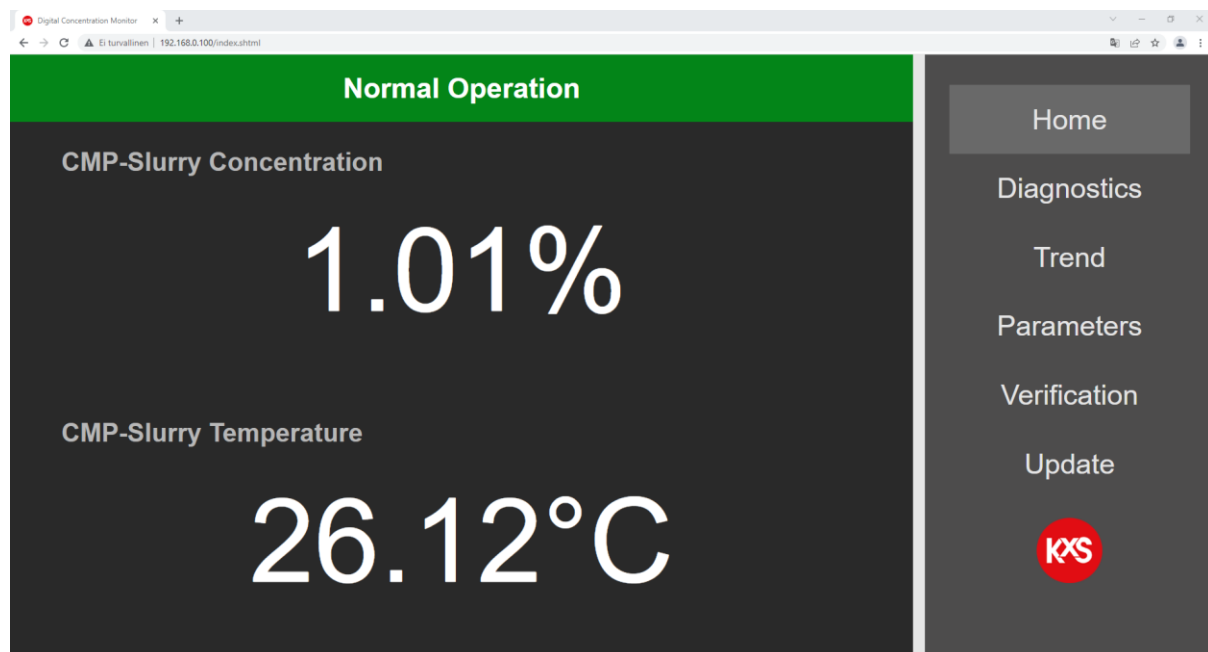 Digital Concentration Monitor
Ei turvallinen | 192.168.0.100/index.shtml
Normal Operation
CMP-Slurry Concentration
1.01%
CMP-Slurry Temperature
26.12°C
Home
Diagnostics
Trend
Parameters
Verification
Update
KXS